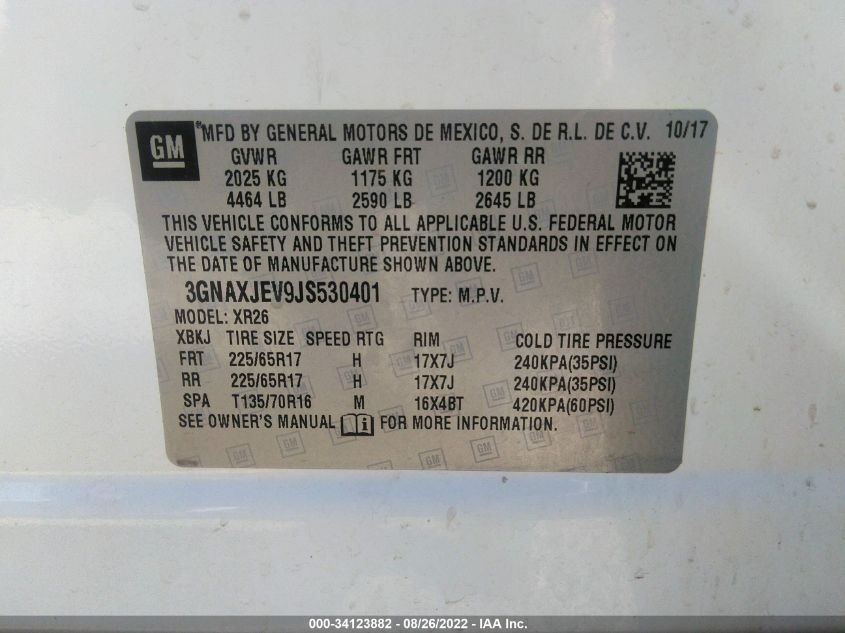 GM *MFD BY GENERAL MOTORS DE MEXICO, S. DE R.L. DE C.V. 10/17
GVWR GAWR FRT GAWR RR
2025 KG 1175 KG 1200 KG
4464 LB 2590 LB 2645 LB
THIS VEHICLE CONFORMS TO ALL APPLICABLE U.S. FEDERAL MOTOR
VEHICLE SAFETY AND THEFT PREVENTION STANDARDS IN EFFECT ON
THE DATE OF MANUFACTURE SHOWN ABOVE.
3GNAXJEV9JS530401 TYPE: M.P.V.
MODEL: XR26
XBKJ TIRE SIZE SPEED RTG RIM COLD TIRE PRESSURE
FRT 225/65R17 H 17X7J 240KPA(35PSI)
RR 225/65R17 H 17X7J 240KPA(35PSI)
SPA T135/70R16 M 16X4BT 420KPA(60PSI)
SEE OWNER'S MANUAL i FOR MORE INFORMATION.
000-34123882 - 08/26/2022 - IAA Inc.